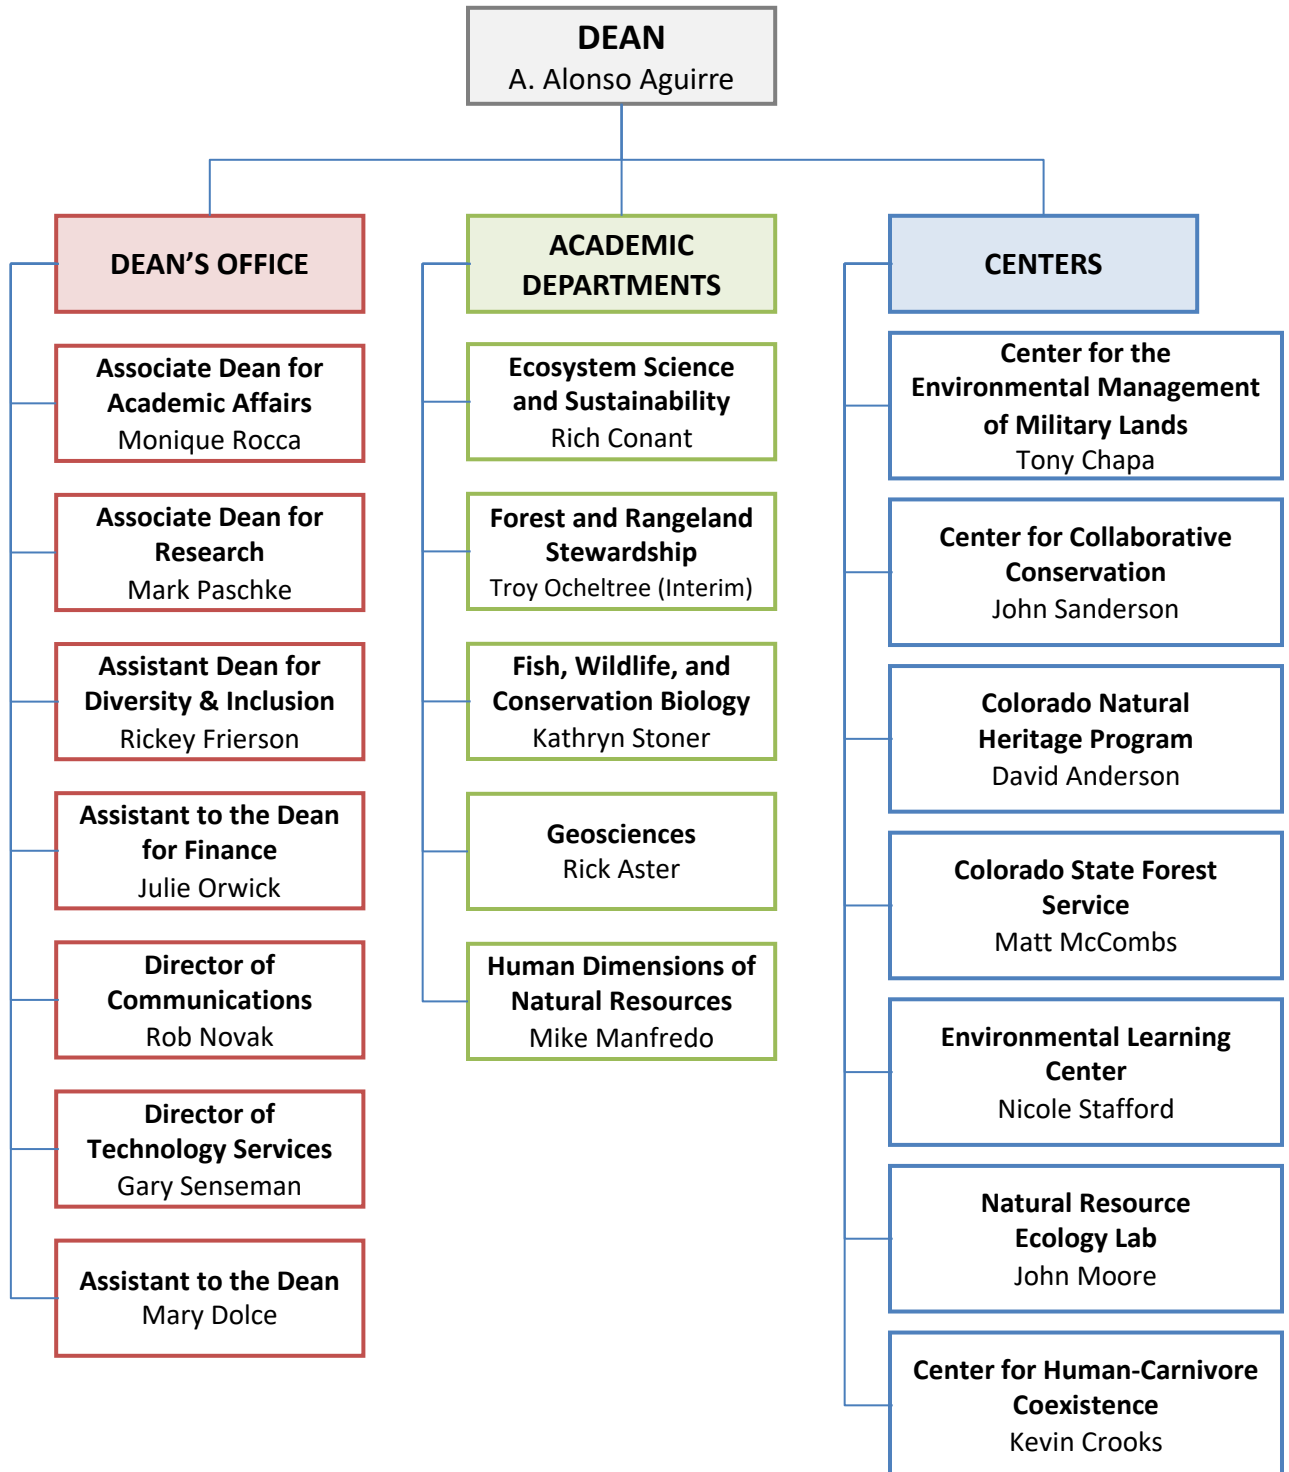 DEAN
A. Alonso Aguirre
DEAN’S OFFICE
Associate Dean for
Academic Affairs
Monique Rocca
Associate Dean for
Research
Mark Paschke
Assistant Dean for
Diversity & Inclusion
Rickey Frierson
Assistant to the Dean
for Finance
Julie Orwick
Director of
Communications
Rob Novak
Director of
Technology Services
Gary Senseman
Assistant to the Dean
Mary Dolce
ACADEMIC
DEPARTMENTS
Ecosystem Science
and Sustainability
Rich Conant
Forest and Rangeland
Stewardship
Troy Ocheltree (Interim)
Fish, Wildlife, and
Conservation Biology
Kathryn Stoner
Geosciences
Rick Aster
Human Dimensions of
Natural Resources
Mike Manfredo
CENTERS
Center for the
Environmental Management
of Military Lands
Tony Chapa
Center for Collaborative
Conservation
John Sanderson
Colorado Natural
Heritage Program
David Anderson
Colorado State Forest
Service
Matt McCombs
Environmental Learning
Center
Nicole Stafford
Natural Resource
Ecology Lab
John Moore
Center for Human-Carnivore
Coexistence
Kevin Crooks